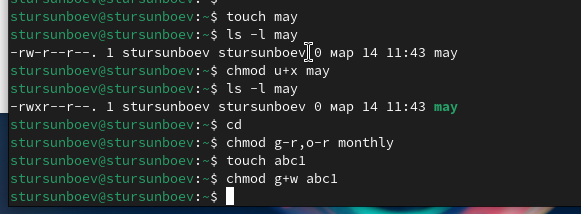 stursunboev@stursunboev:~$ touch may
stursunboev@stursunboev:~$ ls -l may
-rw-r--r--. 1 stursunboev stursunboev 0 мар 14 11:43 may
stursunboev@stursunboev:~$ chmod u+x may
stursunboev@stursunboev:~$ ls -l may
-rwxr--r--. 1 stursunboev stursunboev 0 мар 14 11:43 may
stursunboev@stursunboev:~$ cd
stursunboev@stursunboev:~$ chmod g-r,o-r monthly
stursunboev@stursunboev:~$ touch abc1
stursunboev@stursunboev:~$ chmod g+w abc1
stursunboev@stursunboev:~$